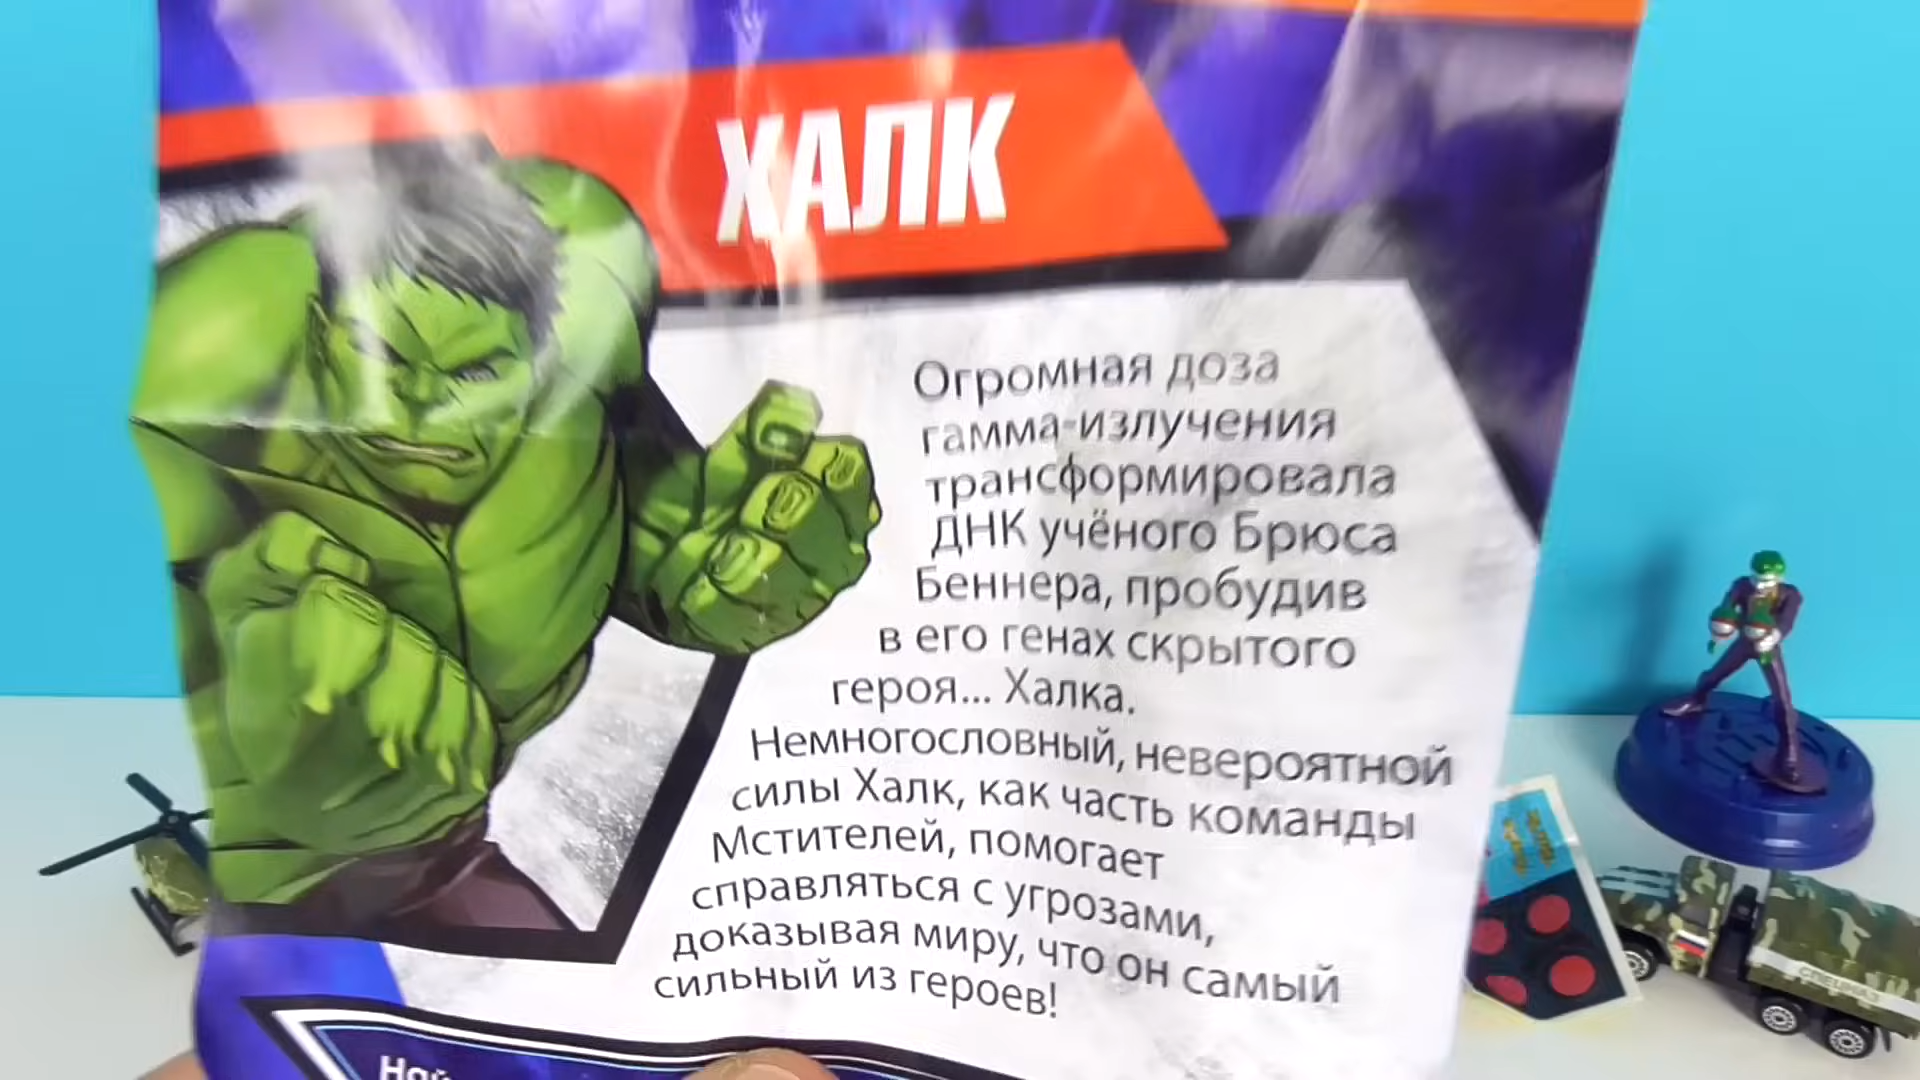 ХАЛК
Огромная доза
гамма-излучения
трансформировала
ДНК учёного Брюса
Беннера, пробудив
в его генах скрытого
героя... Халка.
Немногословный, невероятной
силы Халк, как часть команды
Мстителей, помогает
справляться с угрозами,
доказывая миру, что он самый
сильный из героев!
СПЕЦНАЗ